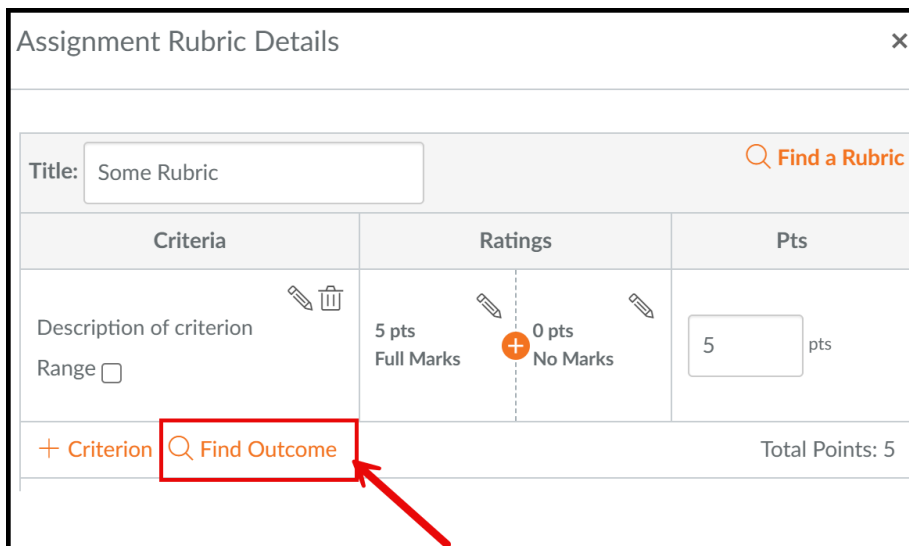 Assignment Rubric Details
Title: Some Rubric
Find a Rubric
Criteria Ratings Pts
Description of criterion
Range
5 pts
Full Marks
0 pts
No Marks
5 pts
+ Criterion Find Outcome Total Points: 5